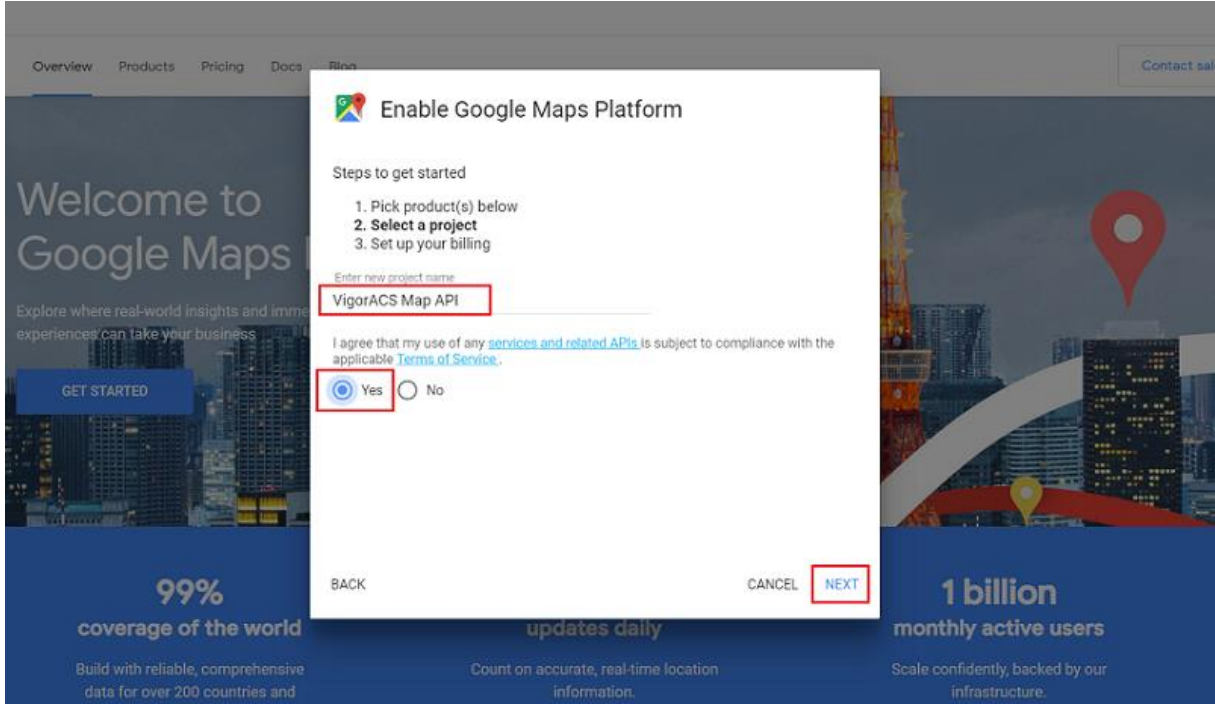 Overview Products Pricing Docs Blog
Contact sal
Enable Google Maps Platform
Steps to get started
1. Pick product(s) below
2. Select a project
3. Set up your billing
Enter new project name
VigorACS Map API
I agree that my use of any services and related APIs is subject to compliance with the
applicable Terms of Service.
Yes No
BACK CANCEL NEXT
Welcome to
Google Maps
Explore where real-world insights and imme
experiences can take your business
GET STARTED
99%
coverage of the world
Build with reliable, comprehensive
data for over 200 countries and
updates daily
Count on accurate, real-time location
information.
1 billion
monthly active users
Scale confidently, backed by our
infrastructure.